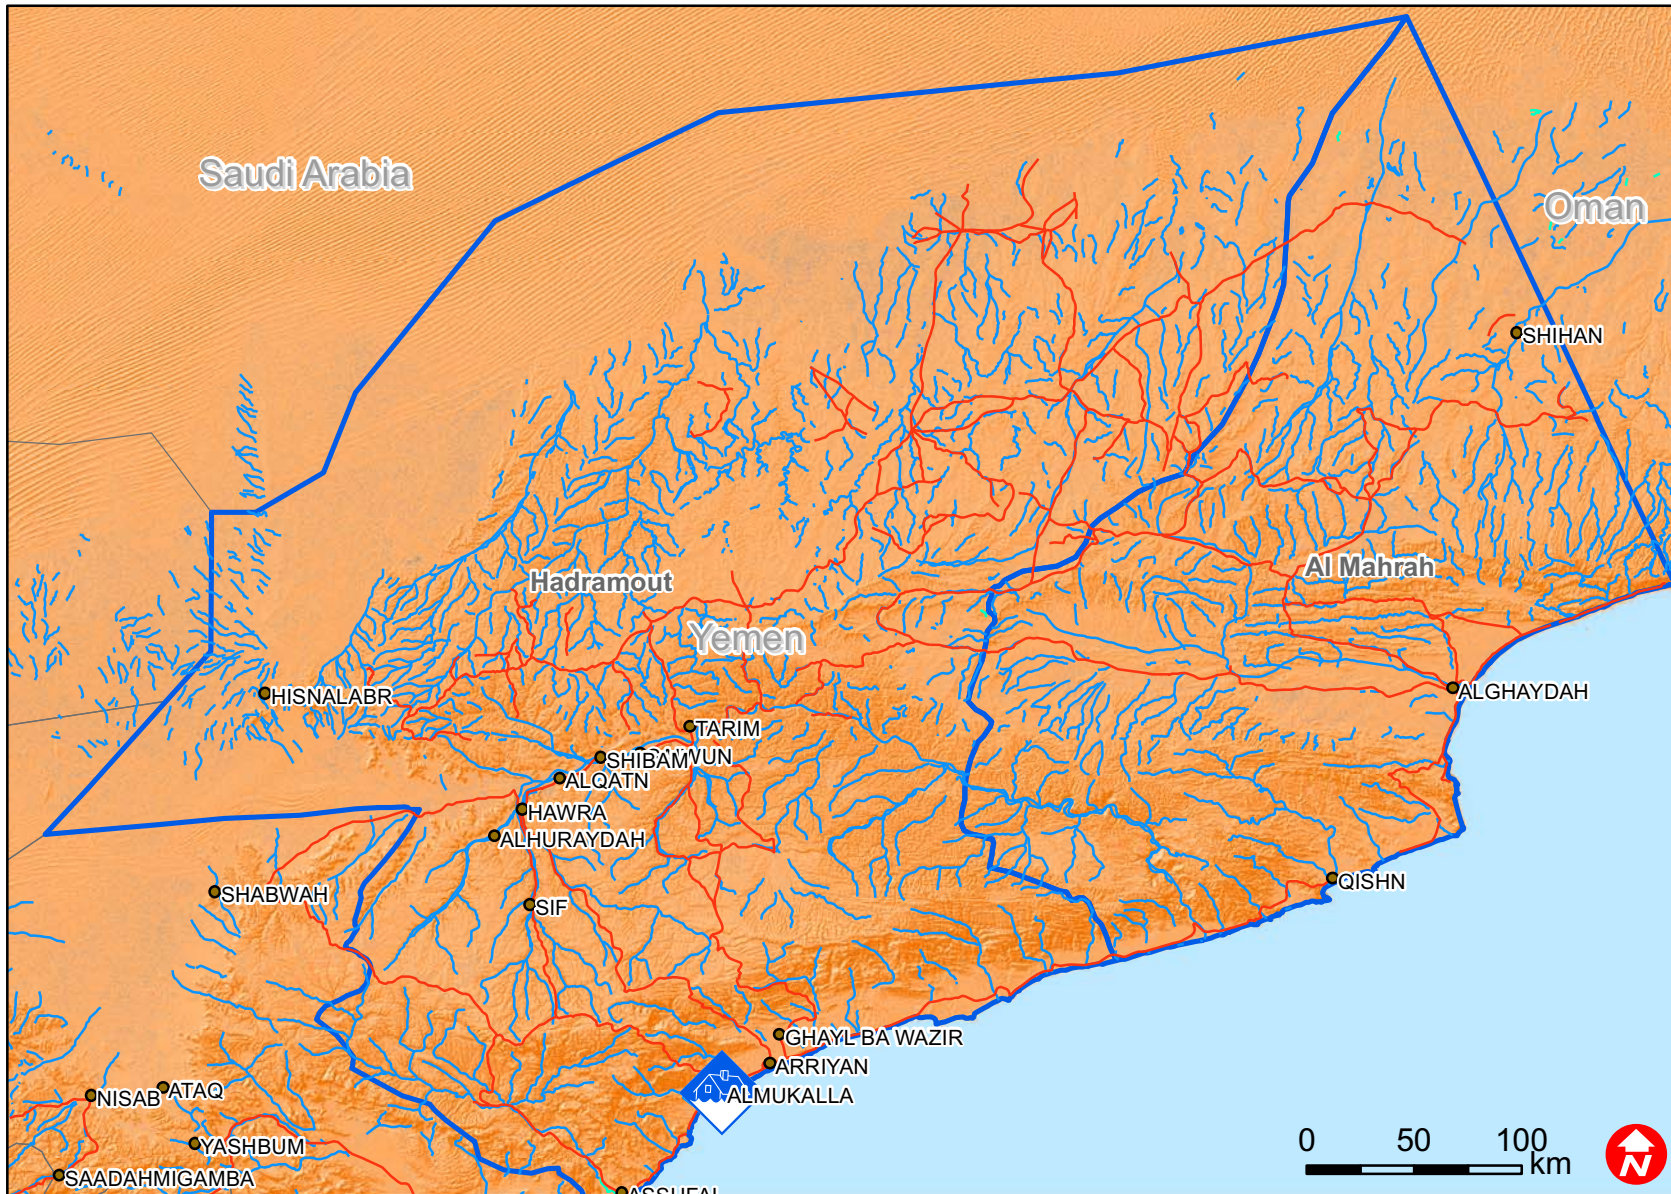 Saudi Arabia
Oman
SHIHAN
Hadramout
Al Mahrah
Yemen
HISNALABR
ALGHAYDAH
TARIM
SHIBAM
ALQATN
HAWRA
ALHURAYDAH
QISHN
SHABWAH
SIF
GHAYL BA WAZIR
ARRIYAN
ATAQ
NISAB
ALMUKALLA
YASHBUM
SAADAHMIGAMBA
0 50 100
km
N